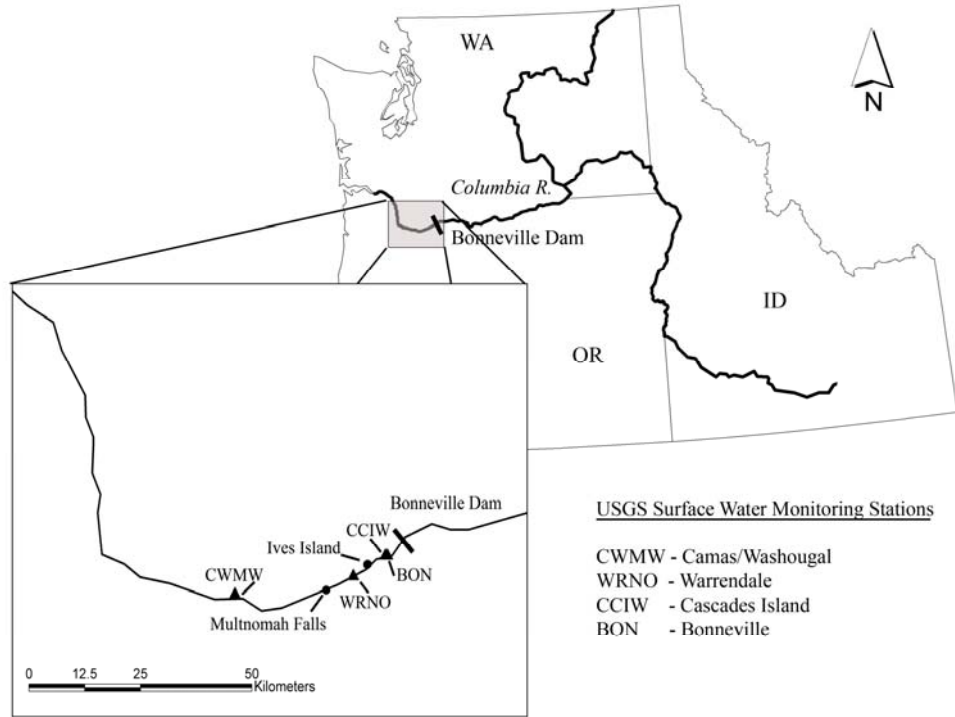 WA
N
Columbia R.
Bonneville Dam
ID
OR
Bonneville Dam
CCIW
Ives Island
BON
CWMW
WRNO
Multnomah Falls
0 12.5 25 50
Kilometers
USGS Surface Water Monitoring Stations
CWMW - Camas/Washougal
WRNO - Warrendale
CCIW - Cascades Island
BON - Bonneville